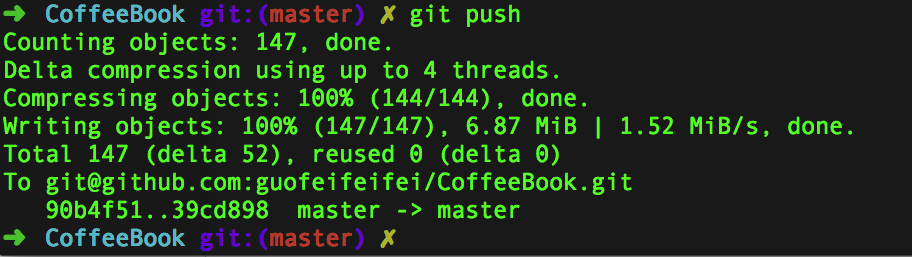 ➜ CoffeeBook git:(master) ✗ git push
Counting objects: 147, done.
Delta compression using up to 4 threads.
Compressing objects: 100% (144/144), done.
Writing objects: 100% (147/147), 6.87 MiB | 1.52 MiB/s, done.
Total 147 (delta 52), reused 0 (delta 0)
To git@github.com:guofeifeifei/CoffeeBook.git
   90b4f51..39cd898  master -> master
➜ CoffeeBook git:(master) ✗